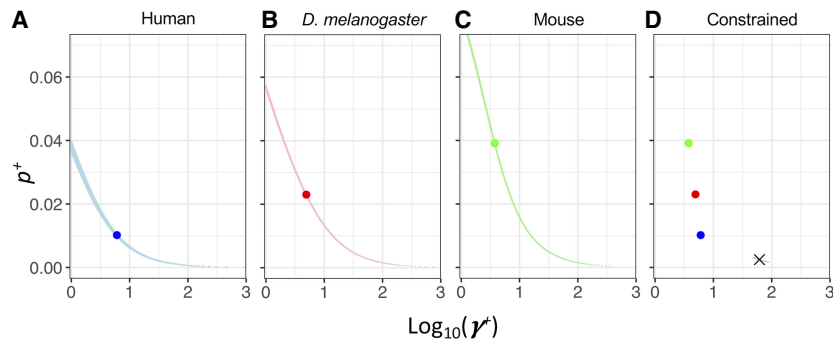 A Human B D. melanogaster C Mouse D Constrained
0.06
0.04
0.02
0.00
p+
0 1 2 3 0 1 2 3 0 1 2 3 0 1 2 3
Log10(γ+)